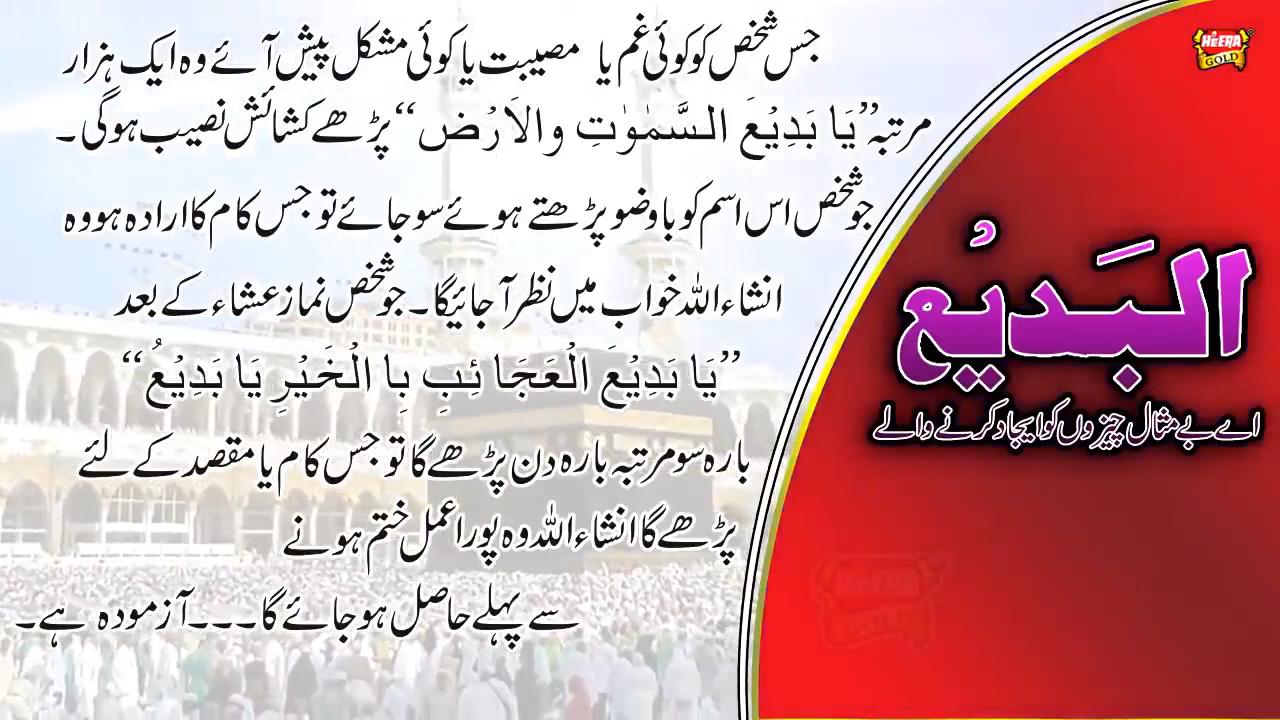 HEERA
GOLD
البَدِیْعُ
اے بے مثال چیزوں کو ایجاد کرنے والے
جس شخص کو کوئی غم یا مصیبت یا کوئی مشکل پیش آئے وہ ایک ہزار
مرتبہ ”یَا بَدِیْعَ السَّمٰوٰتِ والاَرْض“ پڑھے کشائش نصیب ہوگی۔
جو شخص اس اسم کو باوضو پڑھتے ہوئے سو جائے تو جس کام کا ارادہ ہو وہ
انشاء اللہ خواب میں نظر آجائیگا۔ جو شخص نماز عشاء کے بعد
”یَا بَدِیْعَ الْعَجَا ئِبِ بِا الْخَیْرِ یَا بَدِیْعُ“
بارہ سو مرتبہ بارہ دن پڑھے گا تو جس کام یا مقصد کے لئے
پڑھے گا انشاء اللہ وہ پورا عمل ختم ہونے
سے پہلے حاصل ہو جائے گا۔۔۔ آزمودہ ہے۔
HEERA
GOLD